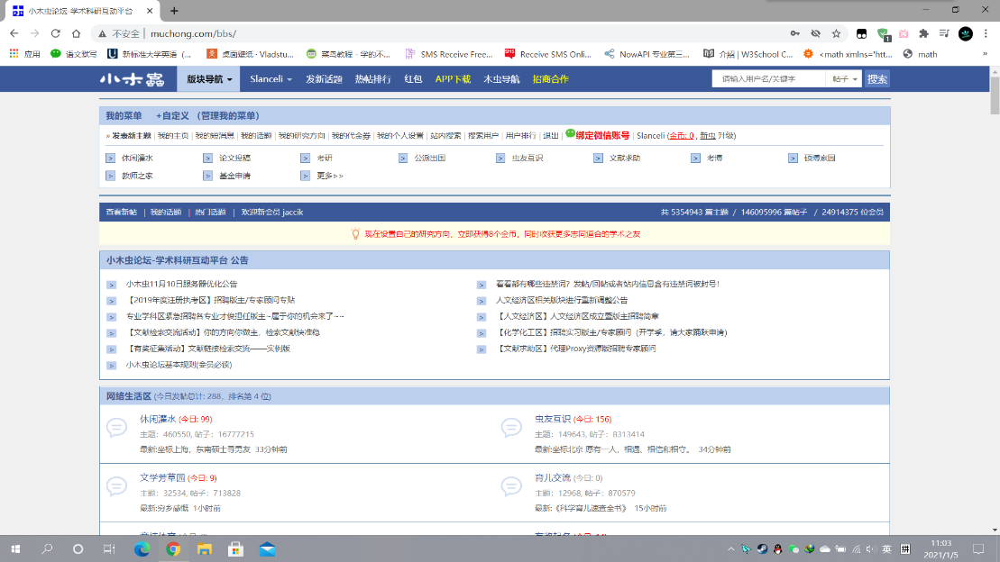 小木虫论坛-学术科研互动平台
不安全 | muchong.com/bbs/
1
应用 语文默写 新标准大学英语（... 桌面壁纸 · Vladstu... 菜鸟教程 - 学的不... SMS Receive Free... Receive SMS Onli... NowAPI 专业第三... 介绍 | W3School C... <math xmlns='htt... math »
小木虫 版块导航 Slanceli 发新话题 热帖排行 红包 APP下载 木虫导航 招商合作 请输入用户名/关键字 帖子 搜索
我的菜单 +自定义 （管理我的菜单）
» 发表新主题 | 我的主页 | 我的短消息 | 我的话题 | 我的研究方向 | 我的代金券 | 我的个人设置 | 站内搜索 | 搜索用户 | 用户排行 | 退出 | 绑定微信账号 | Slanceli (金币: 0 , 新虫 升级)
> 休闲灌水 > 论文投稿 > 考研 > 公派出国 > 虫友互识 > 文献求助 > 考博 > 硕博家园
> 教师之家 > 基金申请 > 更多>>
查看新帖 | 我的话题 | 热门话题 | 欢迎新会员 jaccik 共 5354943 篇主题 / 146095996 篇帖子 / 24914375 位会员
现在设置自己的研究方向，立即获得8个金币，同时收获更多志同道合的学术之友
小木虫论坛-学术科研互动平台 公告
> 小木虫11月10日服务器优化公告 > 看看都有哪些违禁词？发帖/回帖或者站内信息含有违禁词被封号！
> 【2019年度注册执考区】招聘版主/专家顾问专贴 > 人文经济区相关版块进行重新调整公告
> 专业学科区紧急招聘各专业才俊担任版主~属于你的机会来了~~ > 【人文经济区】人文经济区成立暨版主招聘简章
> 【文献检索交流活动】你的方向你做主，检索文献快准稳 > 【化学化工区】招聘实习版主/专家顾问（开学季，请大家踊跃申请）
> 【有奖征集活动】文献链接检索交流——实例版 > 【文献求助区】代理Proxy资源版招聘专家顾问
> 小木虫论坛基本规则(会员必读)
网络生活区 (今日发帖总计: 288，排名第 4 位)
休闲灌水 (今日: 99) 虫友互识 (今日: 156)
主题：460550, 帖子：16777215 主题：149643, 帖子：8313414
最新:坐标上海，东南硕士寻男友 33分钟前 最新:坐标北京 愿有一人，相遇、相信和相守。 34分钟前
文学芳草园 (今日: 9) 育儿交流 (今日: 0)
主题：32534, 帖子：713828 主题：12968, 帖子：870579
最新:穷乡感慨 1小时前 最新:《科学育儿速查全书》 15小时前
英 拼 11:03
2021/1/5